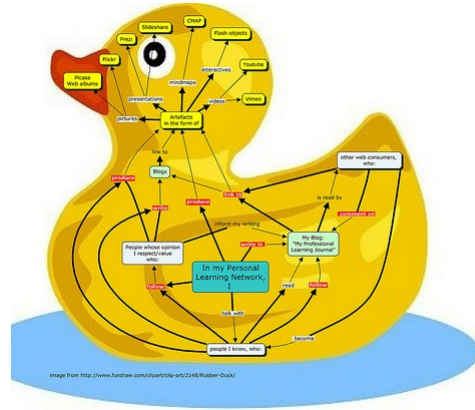 Slideshare
CMAP
Prezi
Flash objects
Flickr
Picasa
Web albums
mindmaps
interactives
Youtube
presentations
videos
Vimeo
pictures
Artefacts
in the form of
link to
Blogs
other web consumers,
who:
produce
write
produce
link to
is read by
comment on
inform my writing
People whose opinion
I respect/value
who:
write in
My Blog:
"My Professional
Learning Journal"
In my Personal
Learning Network,
I
follow
read
follow
talk with
become
people I know, who:
image from http://www.fundraw.com/clipart/clip-art/2148/Rubber-Duck/